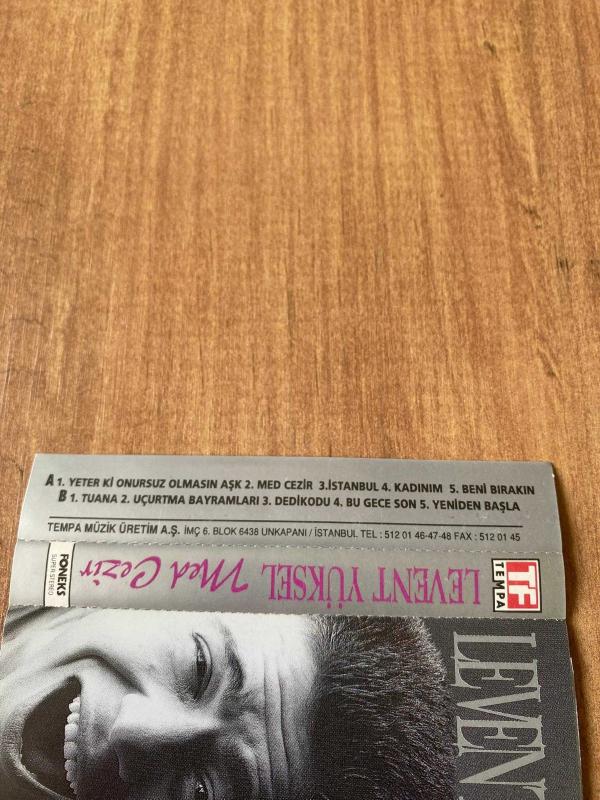 A 1. YETER Kİ ONURSUZ OLMASIN AŞK 2. MED CEZİR 3.İSTANBUL 4. KADINIM 5. BENİ BIRAKIN
B 1. TUANA 2. UÇURTMA BAYRAMLARI 3. DEDİKODU 4. BU GECE SON 5. YENİDEN BAŞLA
TEMPA MÜZİK ÜRETİM A.Ş. İMÇ 6. BLOK 6438 UNKAPANI / İSTANBUL. TEL : 512 01 46-47-48 FAX : 512 01 45
TF
TEMPA
LEVENT YÜKSEL Med Cezir
FONEKS
SUPER STEREO
LEVEN